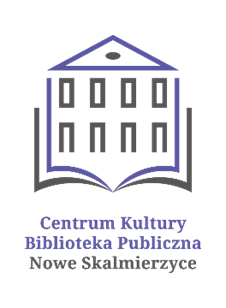 Centrum Kultury
Biblioteka Publiczna
Nowe Skalmierzyce